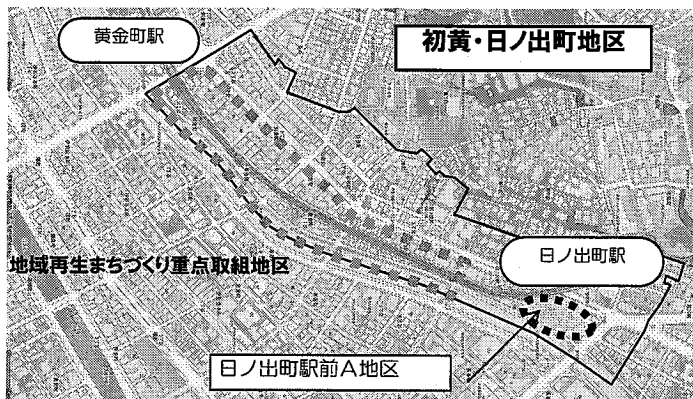 黄金町駅
初黄・日ノ出町地区
日ノ出町駅
地域再生まちづくり重点取組地区
日ノ出町駅前A地区